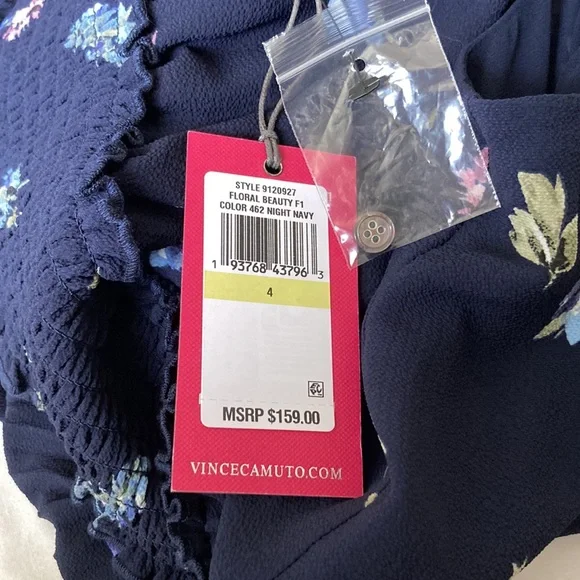 STYLE 9120927
FLORAL BEAUTY F1
COLOR 462 NIGHT NAVY
1 93768 43796 3
4
MSRP $159.00
VINCECAMUTO.COM